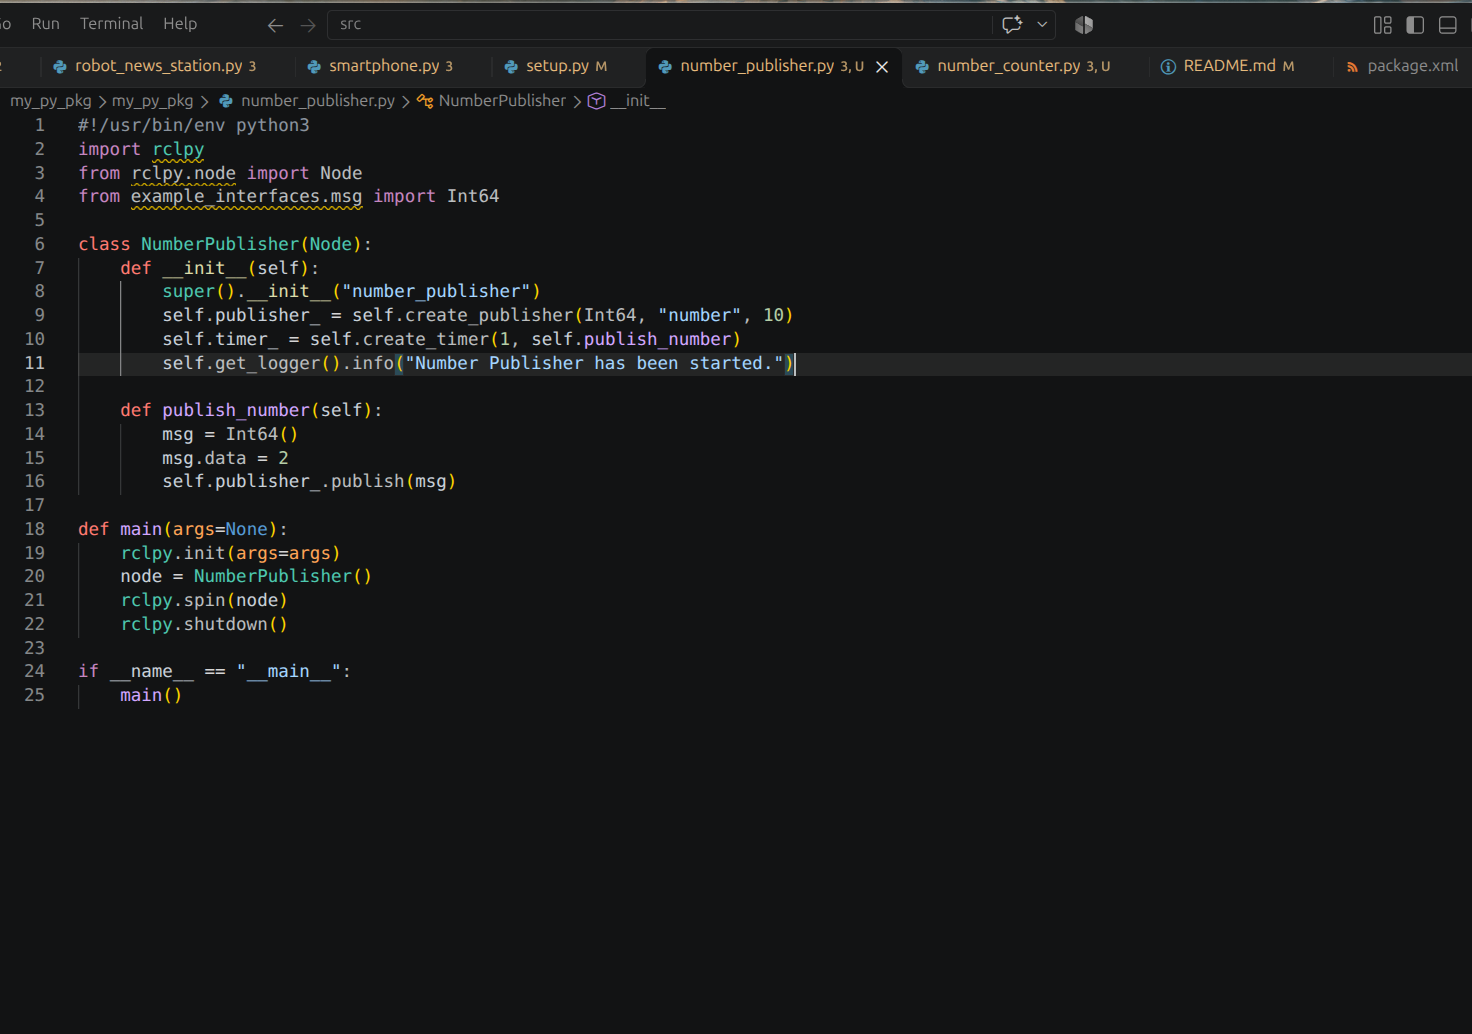 Run Terminal Help src
robot_news_station.py 3 smartphone.py 3 setup.py M number_publisher.py 3, U number_counter.py 3, U README.md M package.xml
my_py_pkg > my_py_pkg > number_publisher.py > NumberPublisher > __init__
1 #!/usr/bin/env python3
2 import rclpy
3 from rclpy.node import Node
4 from example_interfaces.msg import Int64
5
6 class NumberPublisher(Node):
7     def __init__(self):
8         super().__init__("number_publisher")
9         self.publisher_ = self.create_publisher(Int64, "number", 10)
10         self.timer_ = self.create_timer(1, self.publish_number)
11         self.get_logger().info("Number Publisher has been started.")
12
13     def publish_number(self):
14         msg = Int64()
15         msg.data = 2
16         self.publisher_.publish(msg)
17
18 def main(args=None):
19     rclpy.init(args=args)
20     node = NumberPublisher()
21     rclpy.spin(node)
22     rclpy.shutdown()
23
24 if __name__ == "__main__":
25     main()